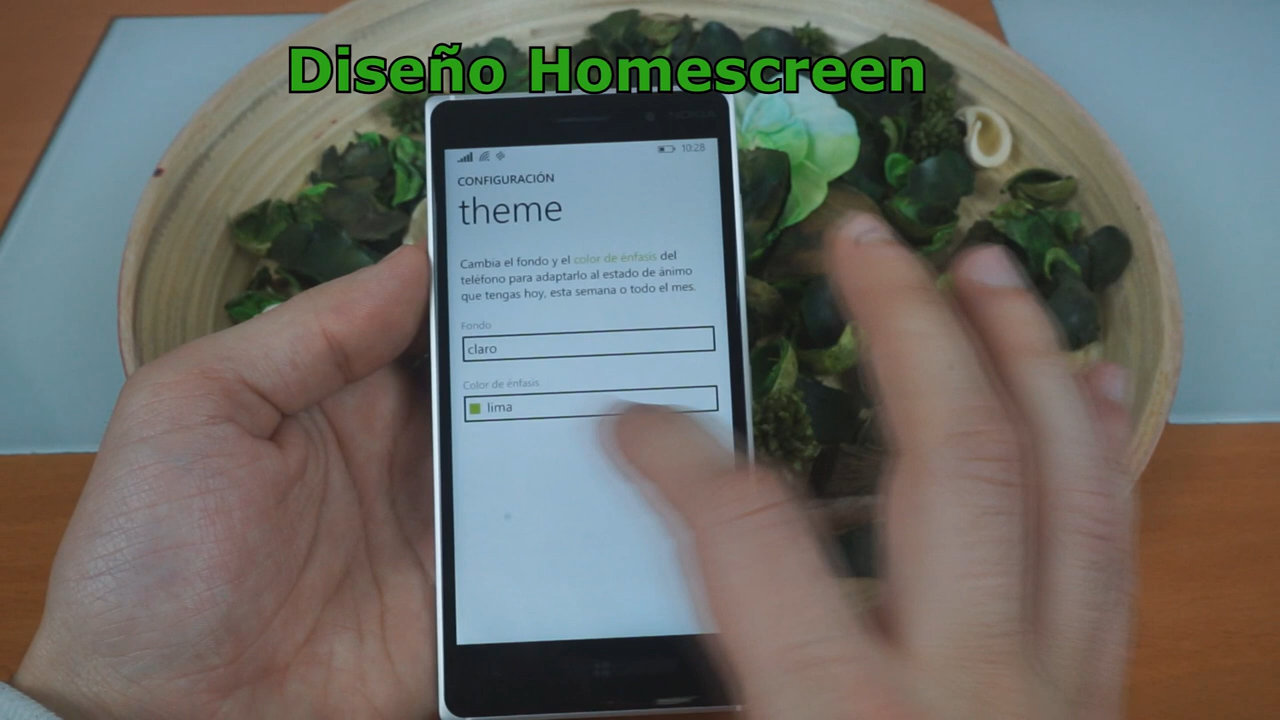 Diseño Homescreen
NOKIA
10:28
CONFIGURACIÓN
theme
Cambia el fondo y el color de énfasis del
teléfono para adaptarlo al estado de ánimo
que tengas hoy, esta semana o todo el mes.
Fondo
claro
Color de énfasis
lima